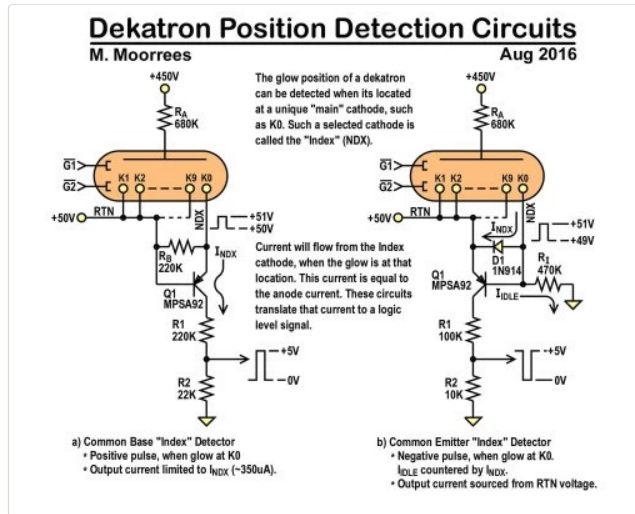 Dekatron Position Detection Circuits
M. Moorrees
Aug 2016
+450V
RA
680K
G1
G2
K1
K2
K9
K0
+50V
RTN
NDX
+51V
+50V
RB
220K
INDX
Q1
MPSA92
R1
220K
R2
22K
+5V
0V
a) Common Base "Index" Detector
* Positive pulse, when glow at K0
* Output current limited to INDX (~350uA).
The glow position of a dekatron
can be detected when its located
at a unique "main" cathode, such
as K0. Such a selected cathode is
called the "Index" (NDX).
Current will flow from the Index
cathode, when the glow is at that
location. This current is equal to
the anode current. These circuits
translate that current to a logic
level signal.
+450V
RA
680K
G1
G2
K1
K2
K9
K0
+50V
RTN
NDX
INDX
+51V
+49V
D1
1N914
RI
470K
Q1
MPSA92
IIDLE
R1
100K
R2
10K
+5V
0V
b) Common Emitter "Index" Detector
* Negative pulse, when glow at K0.
IIDLE countered by INDX.
* Output current sourced from RTN voltage.